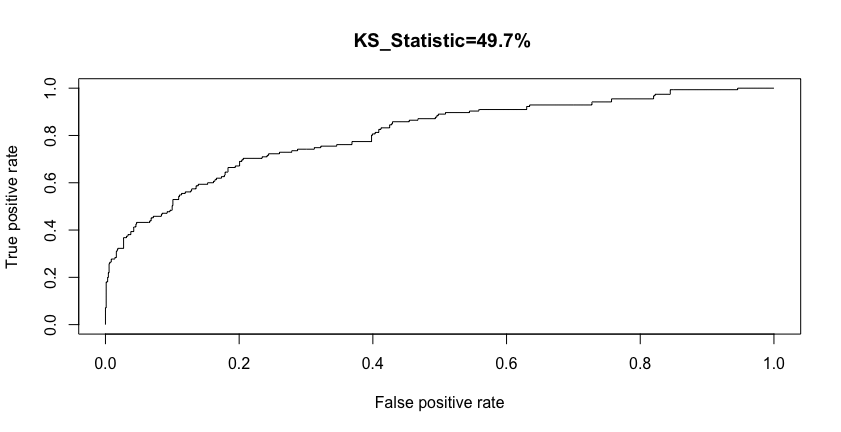 KS_Statistic=49.7%
True positive rate
1.0
0.8
0.6
0.4
0.2
0.0
0.0 0.2 0.4 0.6 0.8 1.0
False positive rate